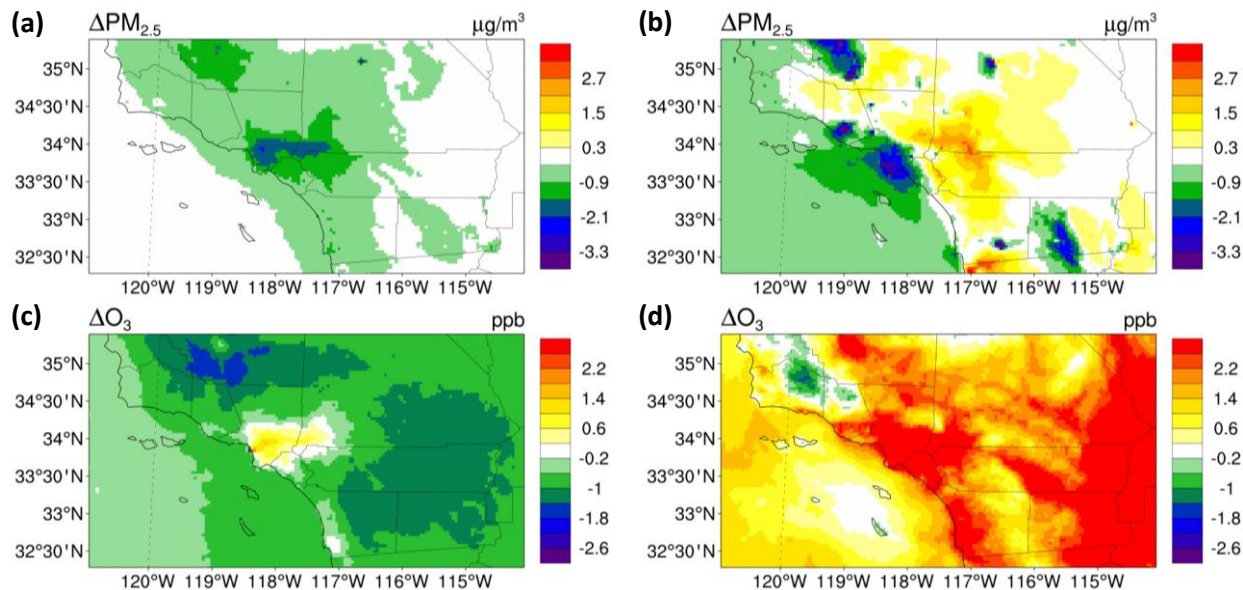 (a) ΔPM2.5 μg/m³ (b) ΔPM2.5 μg/m³
35°N 2.7 35°N 2.7
34°30'N 1.5 34°30'N 1.5
34°N 0.3 34°N 0.3
33°30'N -0.9 33°30'N -0.9
33°N -2.1 33°N -2.1
32°30'N -3.3 32°30'N -3.3
120°W 119°W 118°W 117°W 116°W 115°W 120°W 119°W 118°W 117°W 116°W 115°W
(c) ΔO3 ppb (d) ΔO3 ppb
35°N 2.2 35°N 2.2
34°30'N 1.4 34°30'N 1.4
34°N 0.6 34°N 0.6
-0.2 -0.2
33°30'N -1 33°30'N -1
33°N -1.8 33°N -1.8
32°30'N -2.6 32°30'N -2.6
120°W 119°W 118°W 117°W 116°W 115°W 120°W 119°W 118°W 117°W 116°W 115°W